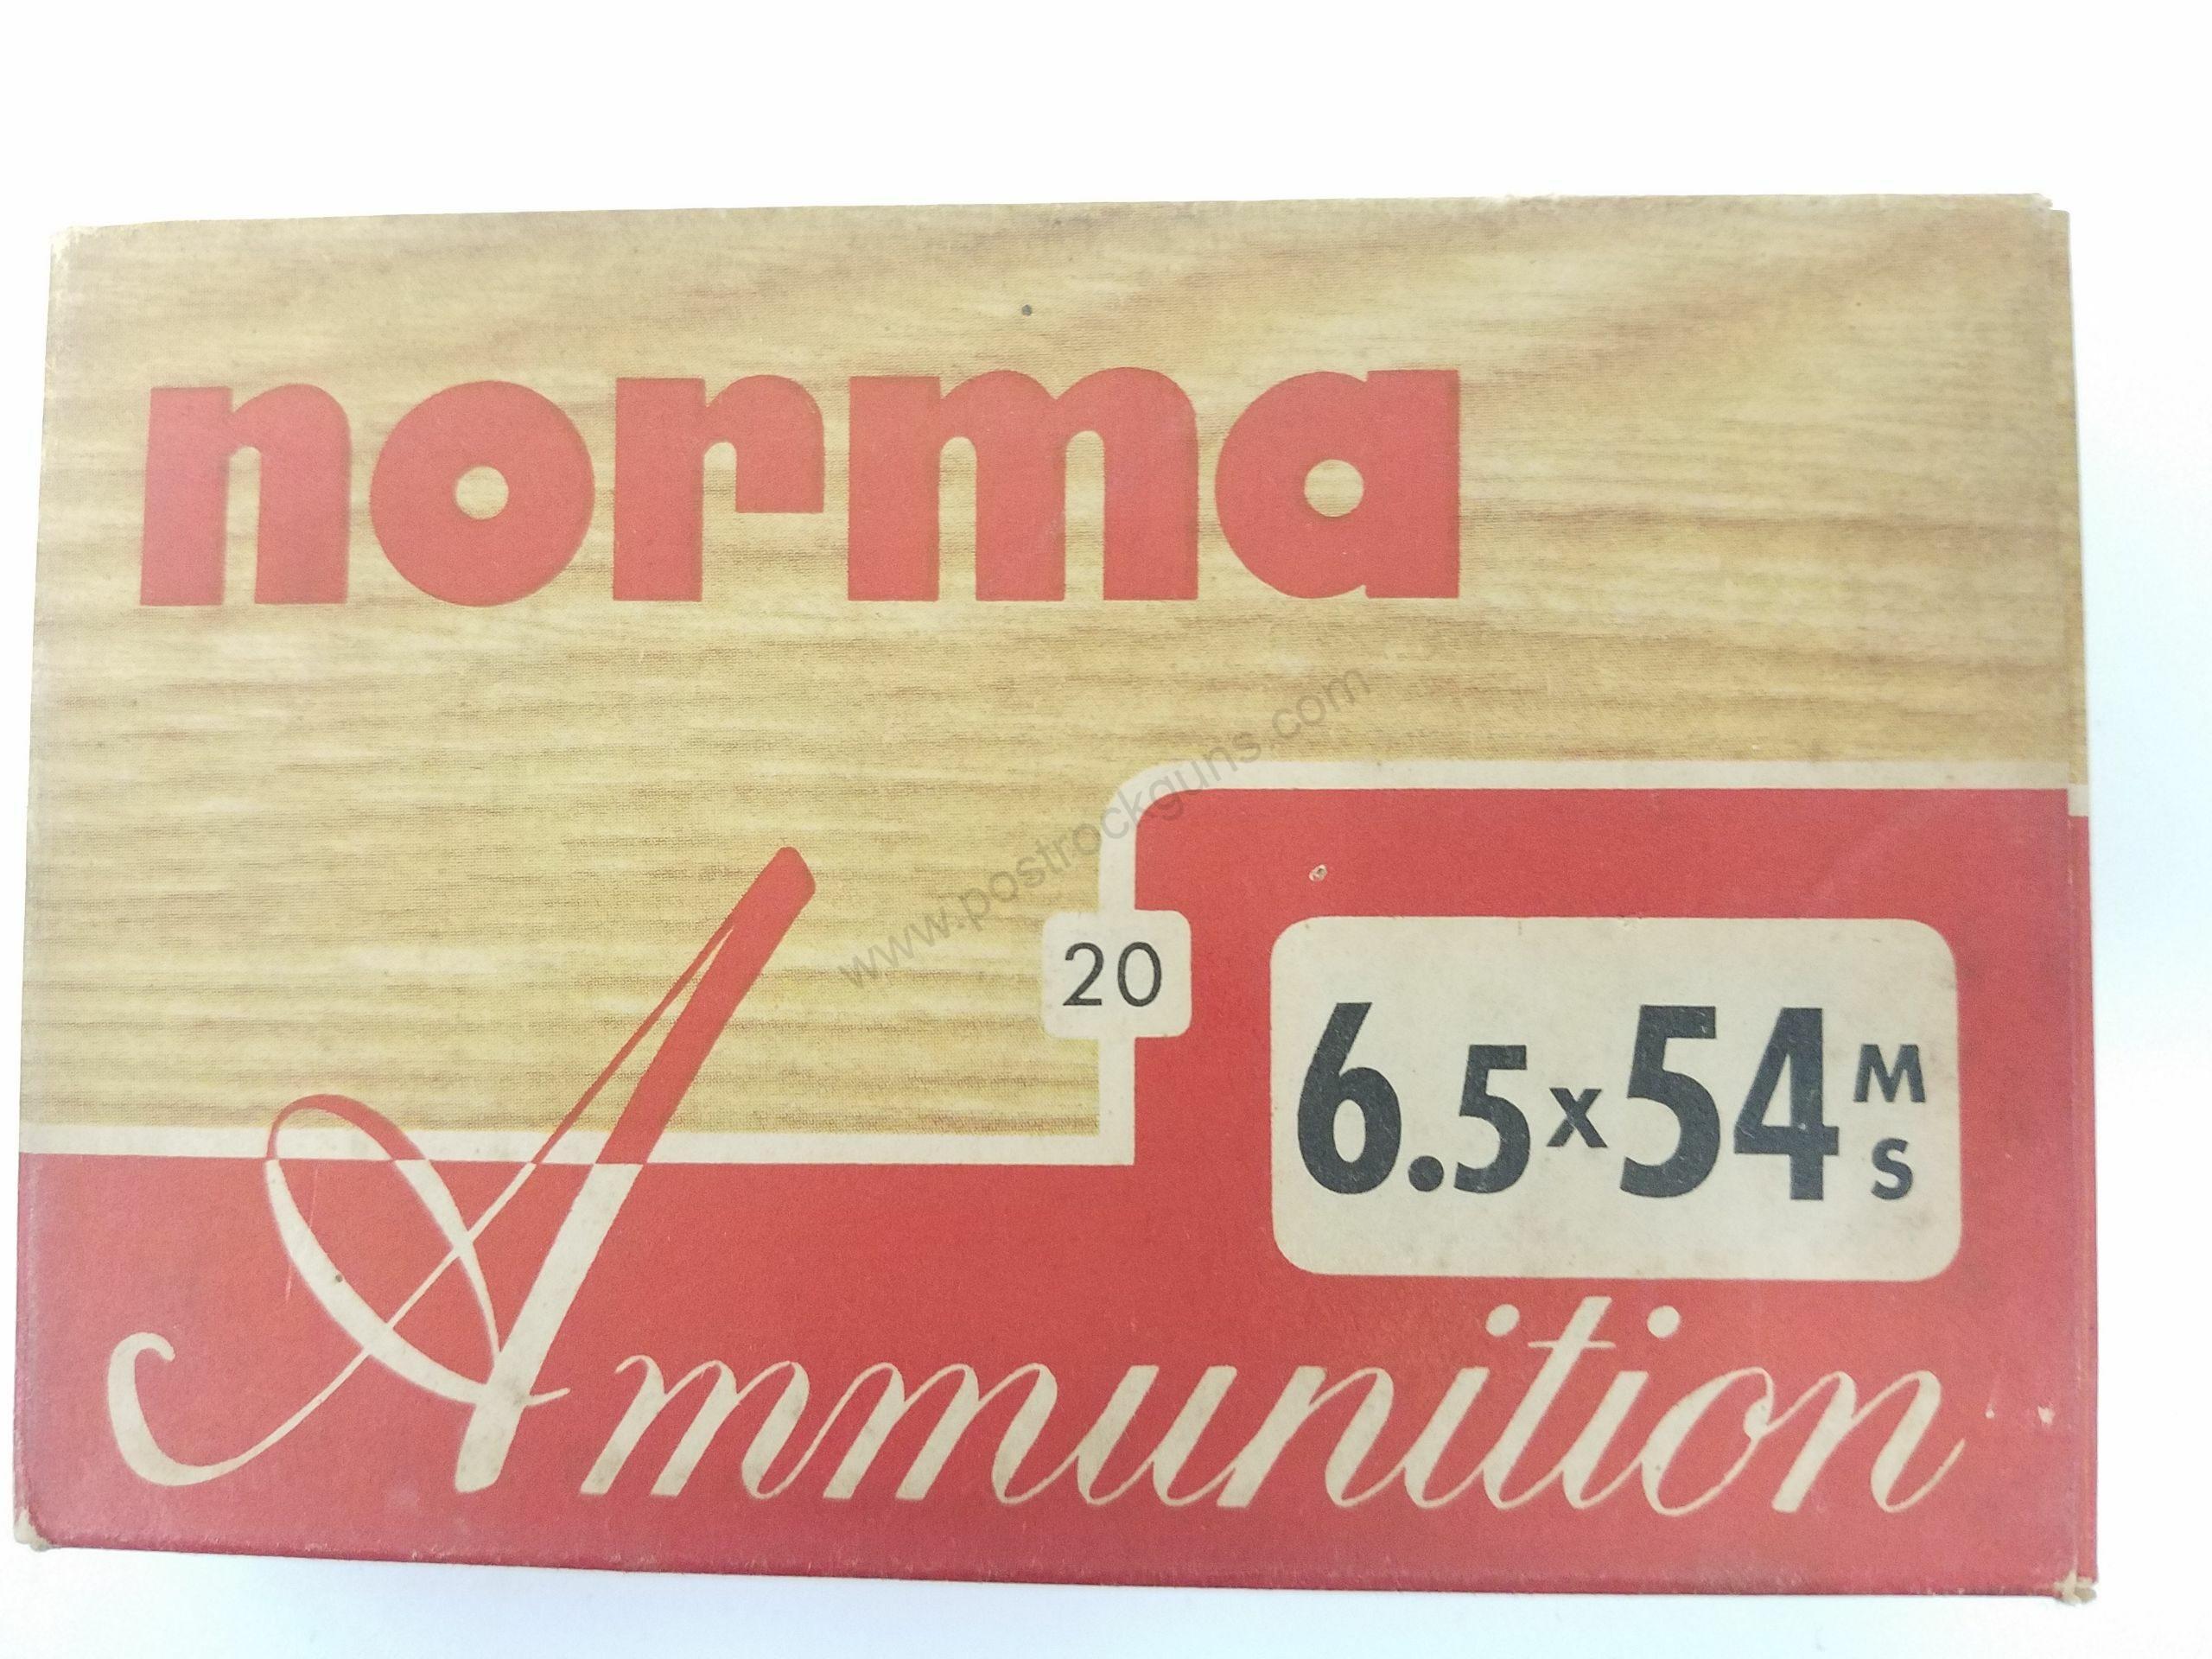 norma
www.postrockguns.com
20
6.5x54 M S
Ammunition